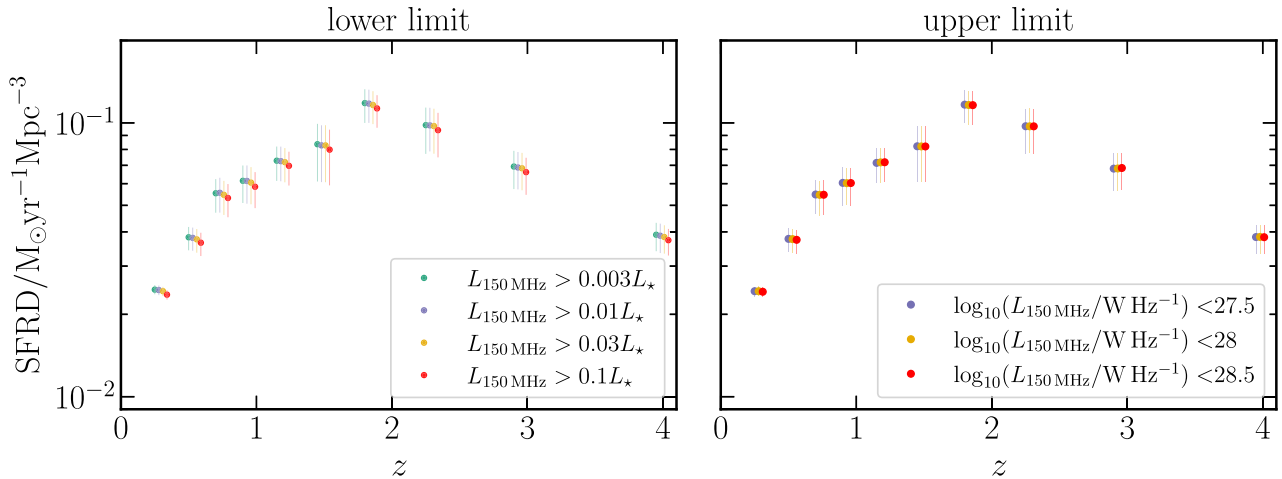 lower limit
upper limit
SFRD/M⊙yr⁻¹Mpc⁻³
10⁻¹
10⁻²
L₁₅₀ MHz > 0.003L⋆
L₁₅₀ MHz > 0.01L⋆
L₁₅₀ MHz > 0.03L⋆
L₁₅₀ MHz > 0.1L⋆
0 1 2 3 4
z
log₁₀(L₁₅₀ MHz/W Hz⁻¹) <27.5
log₁₀(L₁₅₀ MHz/W Hz⁻¹) <28
log₁₀(L₁₅₀ MHz/W Hz⁻¹) <28.5
0 1 2 3 4
z